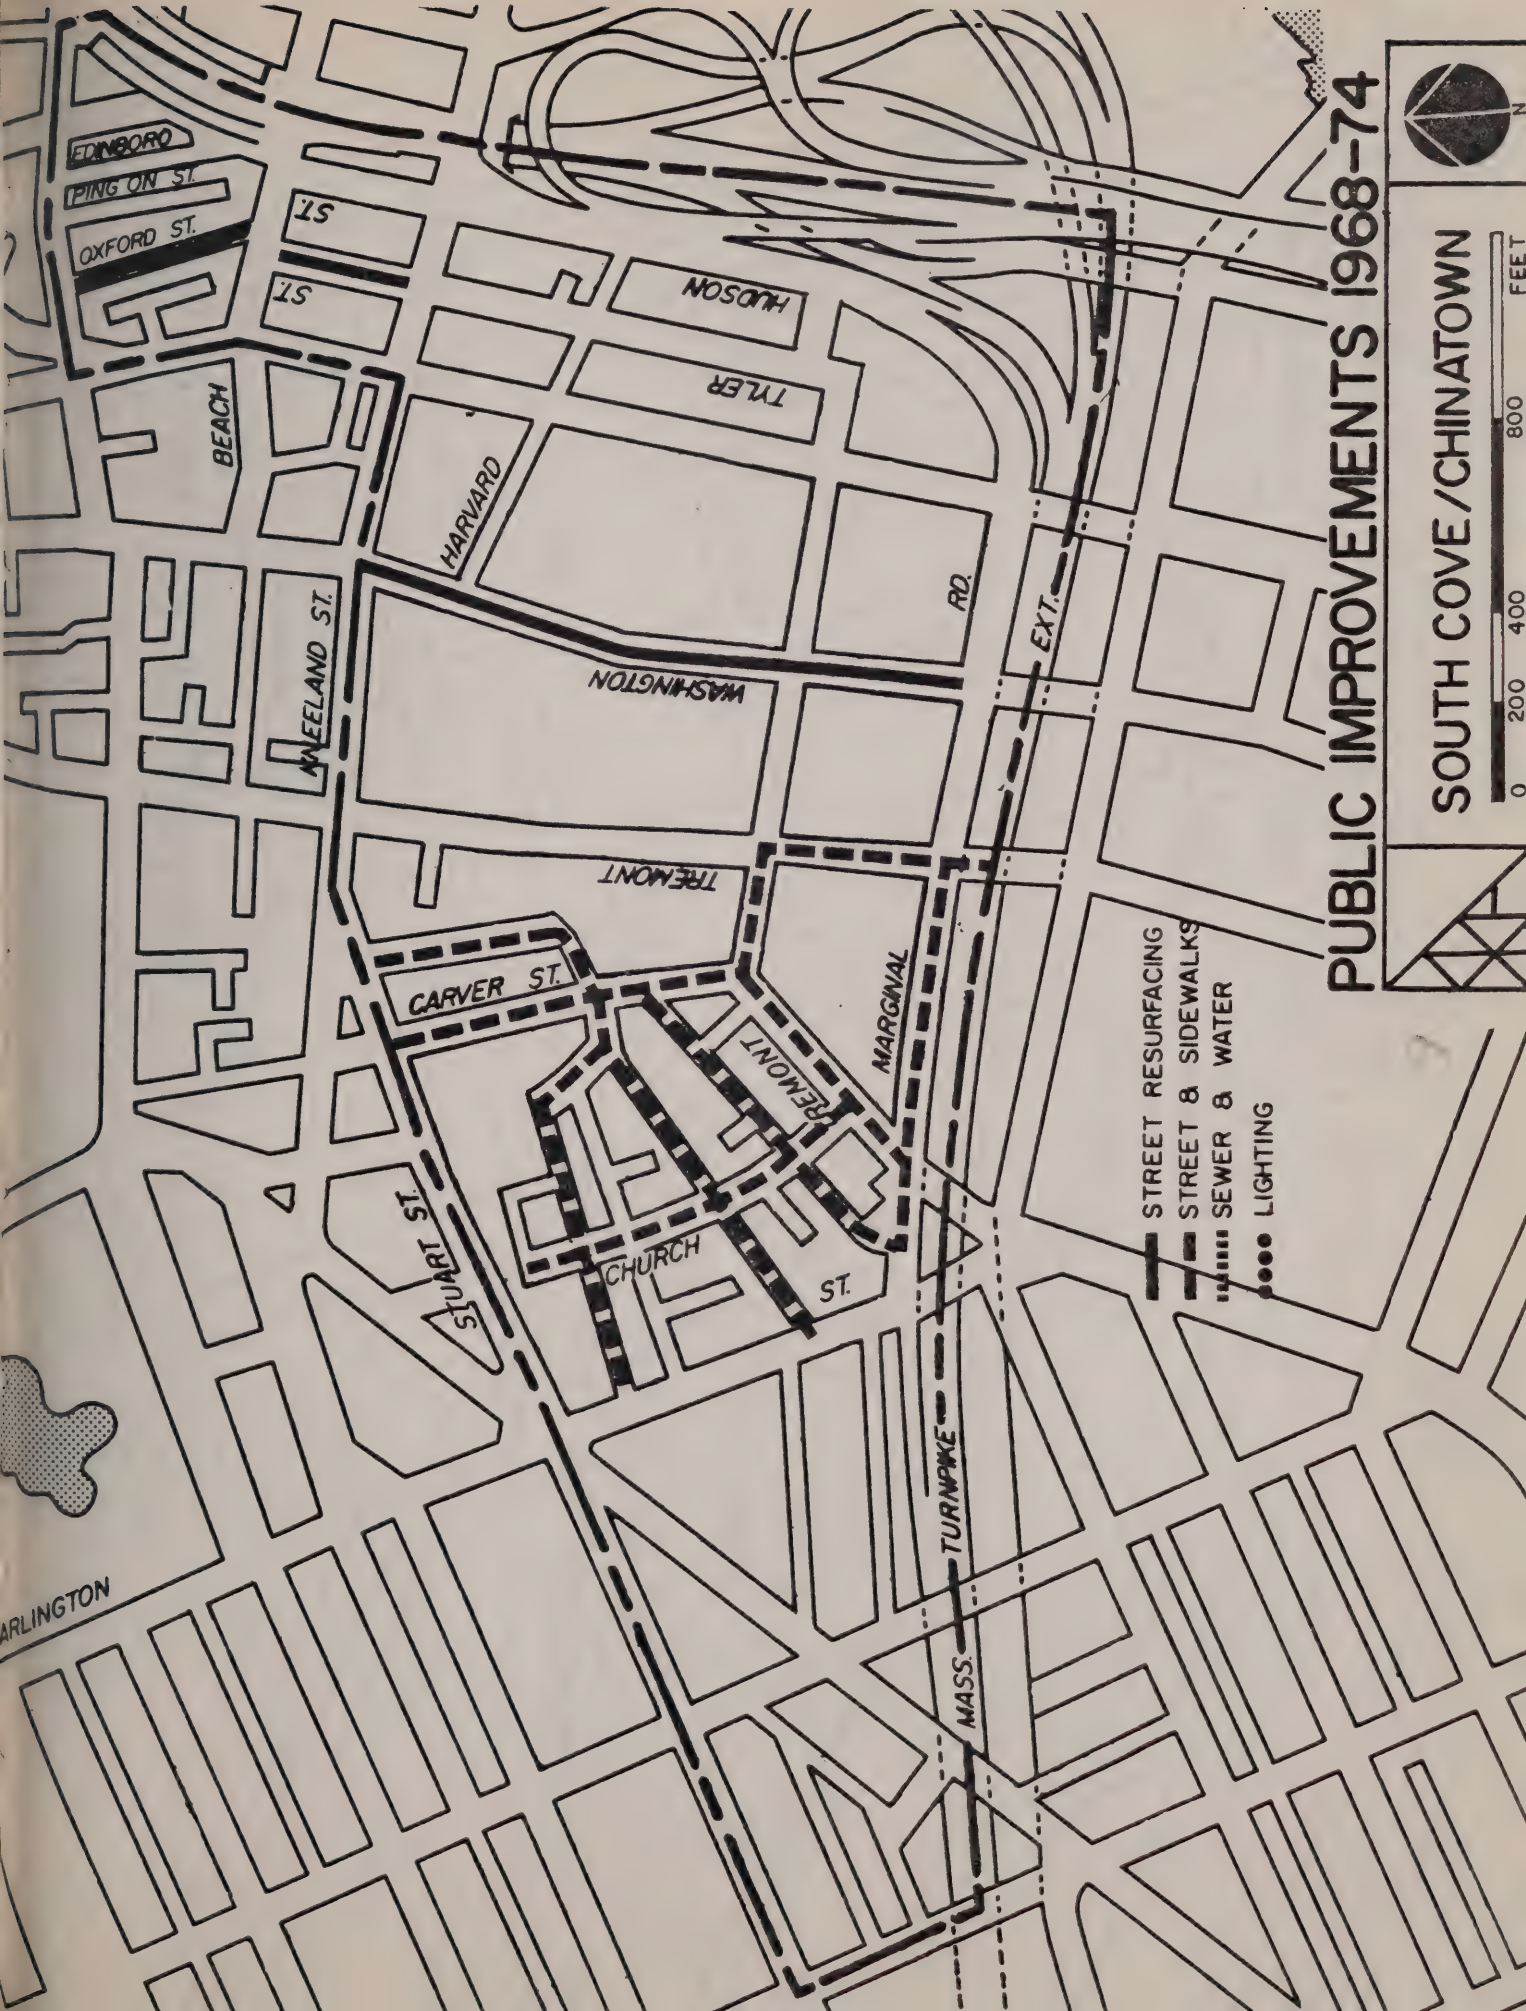 EDINBORO
PING ON ST.
OXFORD ST.
ST.
ST.
BEACH
HUDSON
TYLER
HARVARD
KNEELAND ST.
WASHINGTON
RD.
EXT.
TREMONT
CARVER ST.
MARGINAL
TREMONT
STUART ST.
CHURCH
ST.
TURNPIKE
MASS.
ARLINGTON
STREET RESURFACING
STREET & SIDEWALKS
SEWER & WATER
LIGHTING
PUBLIC IMPROVEMENTS 1968-74
SOUTH COVE/CHINATOWN
0 200 400 800 FEET
N
9